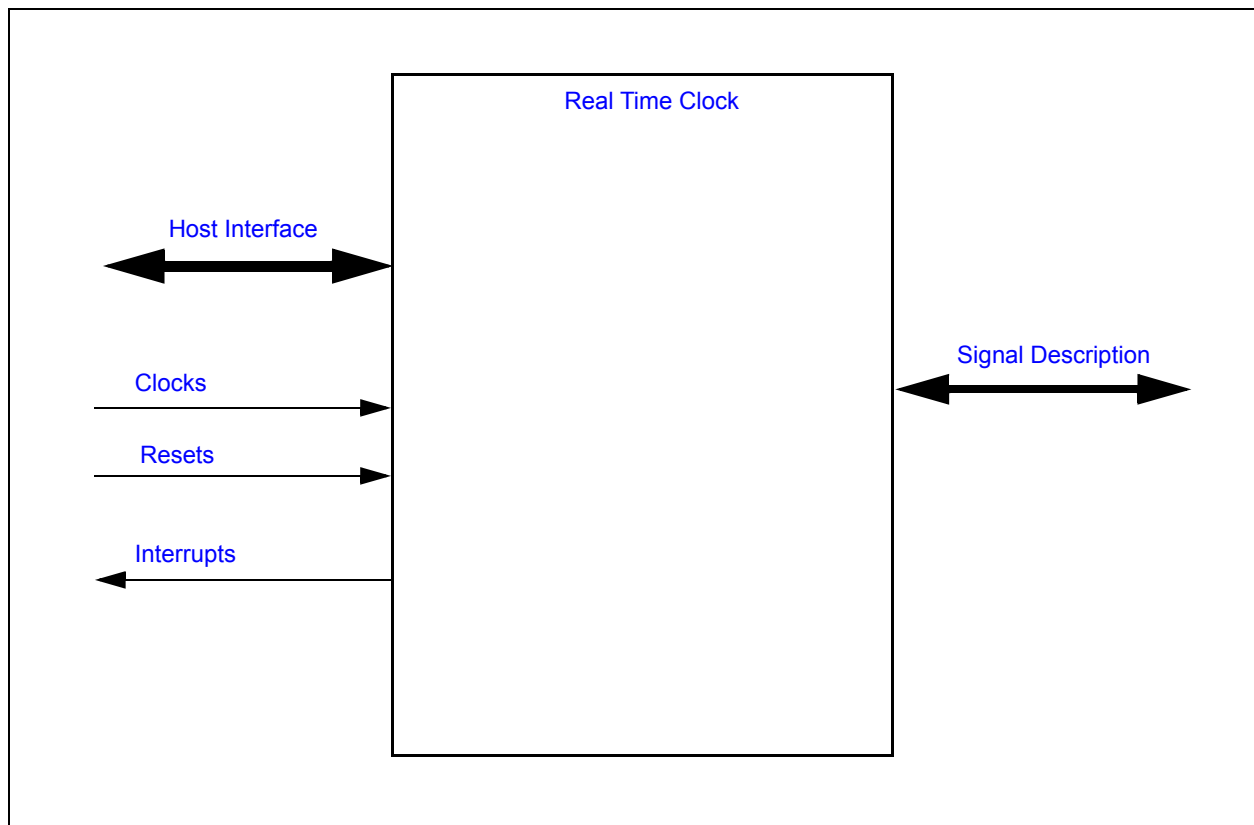 Real Time Clock
Host Interface
Signal Description
Clocks
Resets
Interrupts